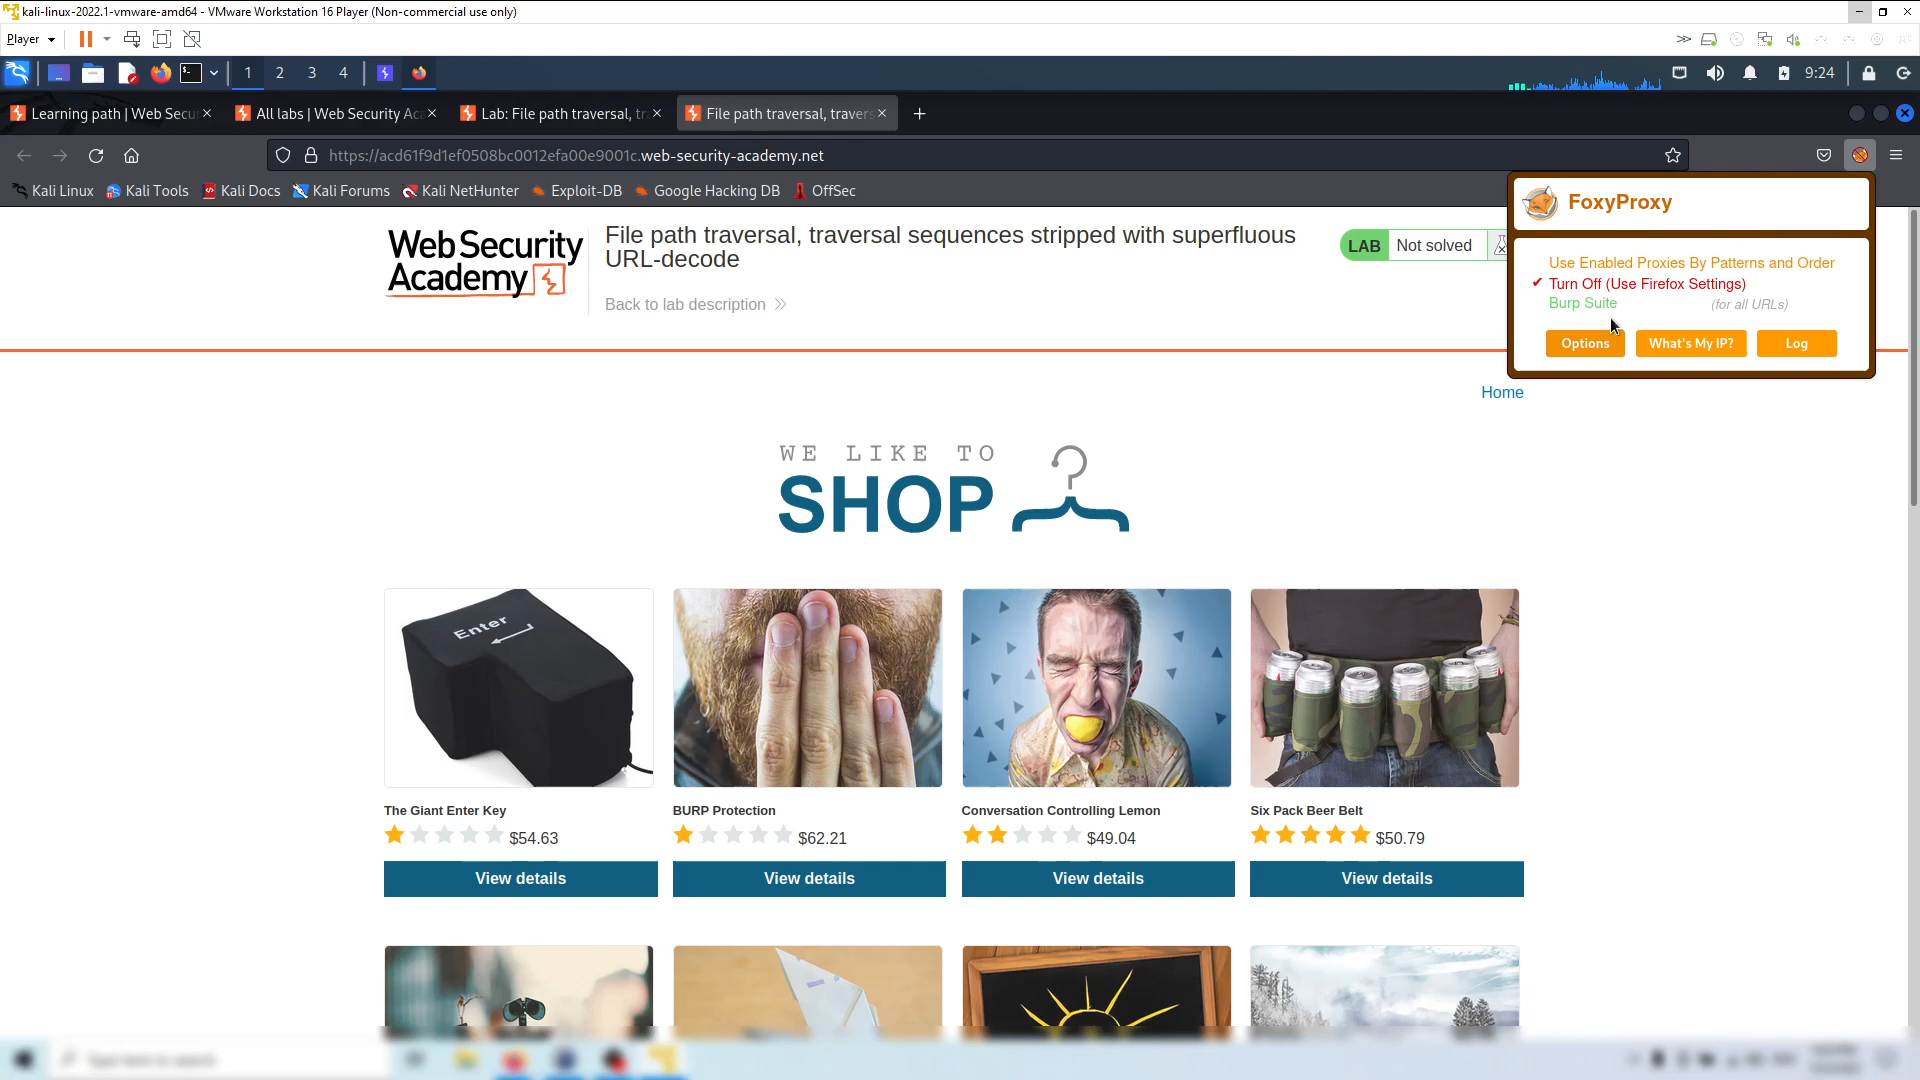 kali-linux-2022.1-vmware-amd64 - VMware Workstation 16 Player (Non-commercial use only)
Player
1 2 3 4
9:24
Learning path | Web Secu
All labs | Web Security Aca
Lab: File path traversal, tra
File path traversal, travers
https://acd61f9d1ef0508bc0012efa00e9001c.web-security-academy.net
Kali Linux Kali Tools Kali Docs Kali Forums Kali NetHunter Exploit-DB Google Hacking DB OffSec
FoxyProxy
Use Enabled Proxies By Patterns and Order
Turn Off (Use Firefox Settings)
Burp Suite (for all URLs)
Options What's My IP? Log
Web Security
Academy
File path traversal, traversal sequences stripped with superfluous
URL-decode
LAB Not solved
Back to lab description
Home
WE LIKE TO
SHOP
Enter
The Giant Enter Key
$54.63
View details
BURP Protection
$62.21
View details
Conversation Controlling Lemon
$49.04
View details
Six Pack Beer Belt
$50.79
View details
Type here to search